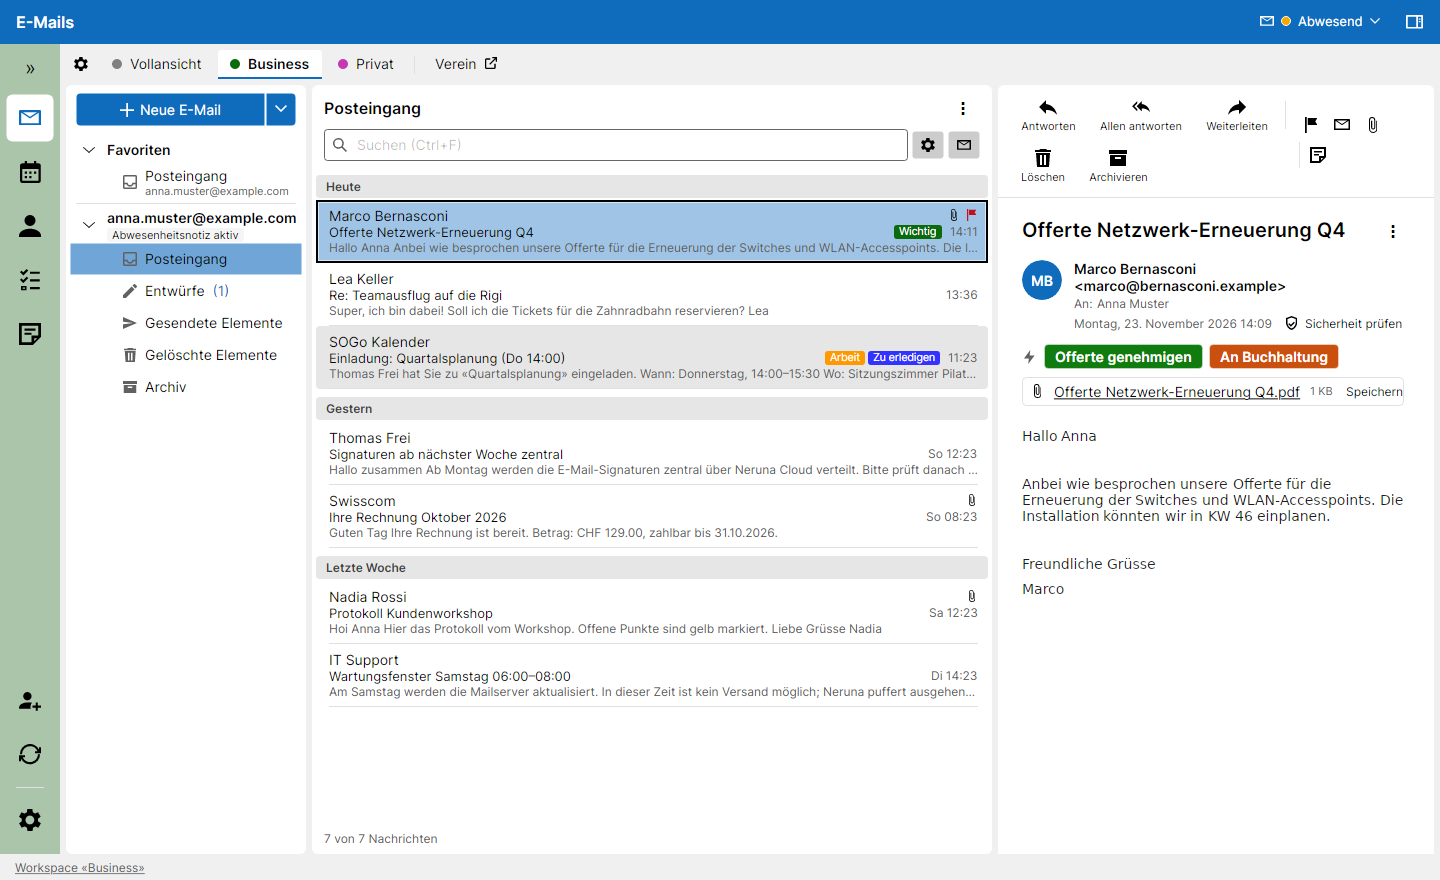 E-Mails
Abwesend
Vollansicht
Business
Privat
Verein
Neue E-Mail
Favoriten
Posteingang
anna.muster@example.com
anna.muster@example.com
Abwesenheitsnotiz aktiv
Posteingang
Entwürfe (1)
Gesendete Elemente
Gelöschte Elemente
Archiv
Posteingang
Suchen (Ctrl+F)
Heute
Marco Bernasconi
Offerte Netzwerk-Erneuerung Q4 Wichtig 14:11
Hallo Anna Anbei wie besprochen unsere Offerte für die Erneuerung der Switches und WLAN-Accesspoints. Die I...
Lea Keller
Re: Teamausflug auf die Rigi 13:36
Super, ich bin dabei! Soll ich die Tickets für die Zahnradbahn reservieren? Lea
SOGo Kalender
Einladung: Quartalsplanung (Do 14:00) Arbeit Zu erledigen 11:23
Thomas Frei hat Sie zu «Quartalsplanung» eingeladen. Wann: Donnerstag, 14:00–15:30 Wo: Sitzungszimmer Pilat...
Gestern
Thomas Frei
Signaturen ab nächster Woche zentral So 12:23
Hallo zusammen Ab Montag werden die E-Mail-Signaturen zentral über Neruna Cloud verteilt. Bitte prüft danach ...
Swisscom
Ihre Rechnung Oktober 2026 So 08:23
Guten Tag Ihre Rechnung ist bereit. Betrag: CHF 129.00, zahlbar bis 31.10.2026.
Letzte Woche
Nadia Rossi
Protokoll Kundenworkshop Sa 12:23
Hoi Anna Hier das Protokoll vom Workshop. Offene Punkte sind gelb markiert. Liebe Grüsse Nadia
IT Support
Wartungsfenster Samstag 06:00–08:00 Di 14:23
Am Samstag werden die Mailserver aktualisiert. In dieser Zeit ist kein Versand möglich; Neruna puffert ausgehen...
7 von 7 Nachrichten
Antworten
Allen antworten
Weiterleiten
Löschen
Archivieren
Offerte Netzwerk-Erneuerung Q4
MB
Marco Bernasconi
<marco@bernasconi.example>
An: Anna Muster
Montag, 23. November 2026 14:09 Sicherheit prüfen
Offerte genehmigen
An Buchhaltung
Offerte Netzwerk-Erneuerung Q4.pdf 1 KB Speichern
Hallo Anna
Anbei wie besprochen unsere Offerte für die
Erneuerung der Switches und WLAN-Accesspoints. Die
Installation könnten wir in KW 46 einplanen.
Freundliche Grüsse
Marco
Workspace «Business»